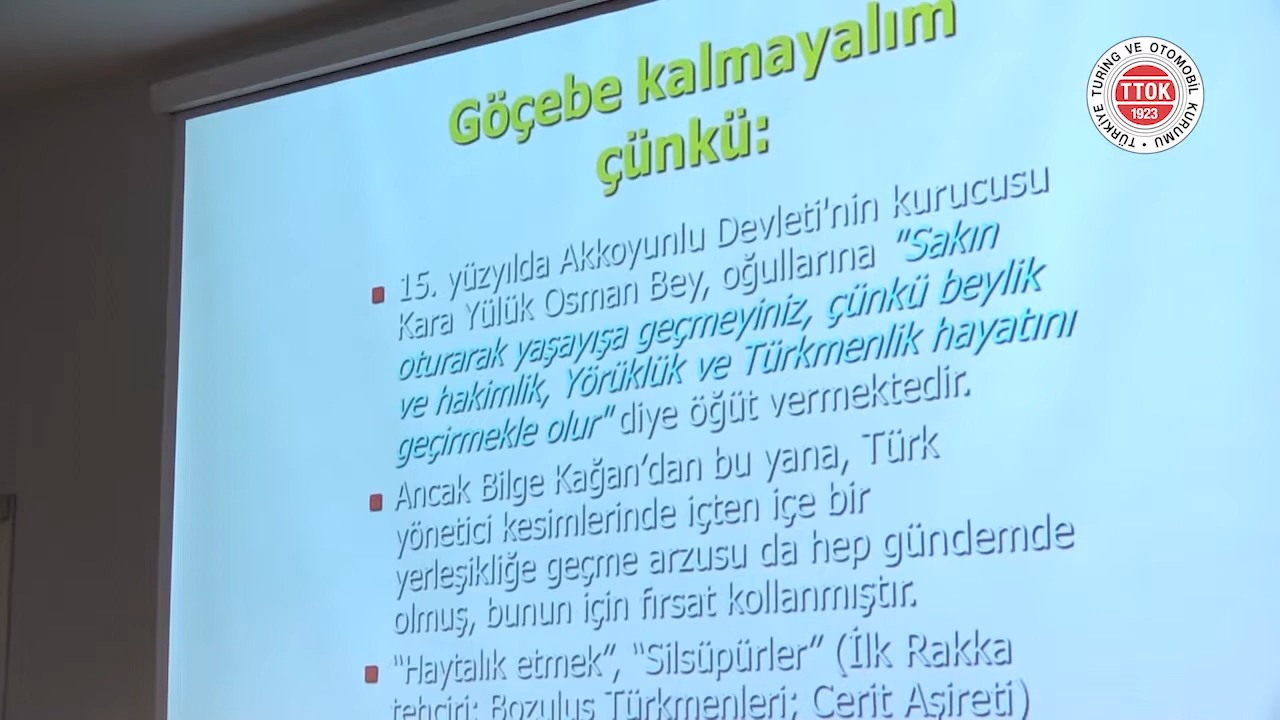 Göçebe kalmayalım
çünkü:
15. yüzyılda Akkoyunlu Devleti'nin kurucusu
Kara Yülük Osman Bey, oğullarına "Sakın
oturarak yaşayışa geçmeyiniz, çünkü beylik
ve hakimlik, Yörüklük ve Türkmenlik hayatını
geçirmekle olur" diye öğüt vermektedir.
Ancak Bilge Kağan'dan bu yana, Türk
yönetici kesimlerinde içten içe bir
yerleşikliğe geçme arzusu da hep gündemde
olmuş, bunun için fırsat kollanmıştır.
"Haytalık etmek", "Silsüpürler" (İlk Rakka
tehciri; Bozuluş Türkmenleri; Cerit Aşireti)
TÜRKİYE TURING VE OTOMOBİL KURUMU
TTOK
1923